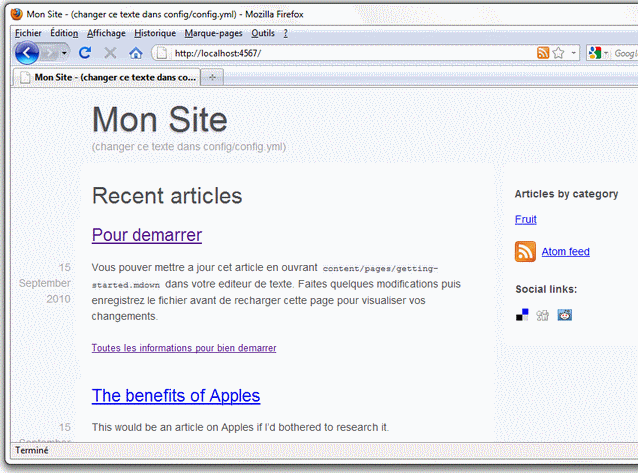 Mon Site - (changer ce texte dans config/config.yml) - Mozilla Firefox
Fichier Édition Affichage Historique Marque-pages Outils ?
http://localhost:4567/
Googl
Mon Site - (changer ce texte dans co...
Mon Site
(changer ce texte dans config/config.yml)
Recent articles
Pour demarrer
15
September
2010
Vous pouver mettre a jour cet article en ouvrant content/pages/getting-
started.mdown dans votre editeur de texte. Faites quelques modifications puis
enregistrez le fichier avant de recharger cette page pour visualiser vos
changements.
Toutes les informations pour bien demarrer
The benefits of Apples
15
September
This would be an article on Apples if I'd bothered to research it.
Articles by category
Fruit
Atom feed
Social links:
Terminé